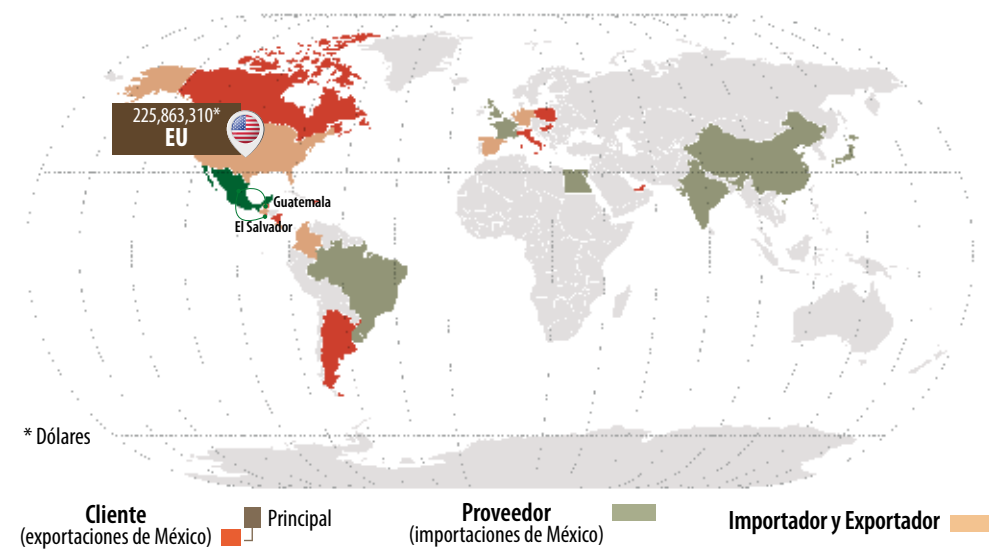 225,863,310*
EU
Guatemala
El Salvador
* Dólares
Cliente
(exportaciones de México)
Principal
Proveedor
(importaciones de México)
Importador y Exportador